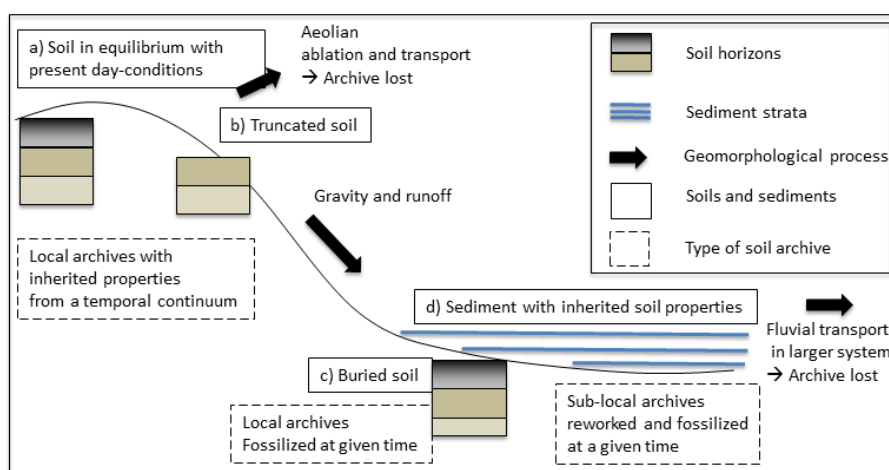 a) Soil in equilibrium with
present day-conditions
Aeolian
ablation and transport
→ Archive lost
b) Truncated soil
Gravity and runoff
Local archives with
inherited properties
from a temporal continuum
d) Sediment with inherited soil properties
Fluvial transport
in larger system
→ Archive lost
c) Buried soil
Local archives
Fossilized at given time
Sub-local archives
reworked and fossilized
at a given time
Soil horizons
Sediment strata
Geomorphological process
Soils and sediments
Type of soil archive